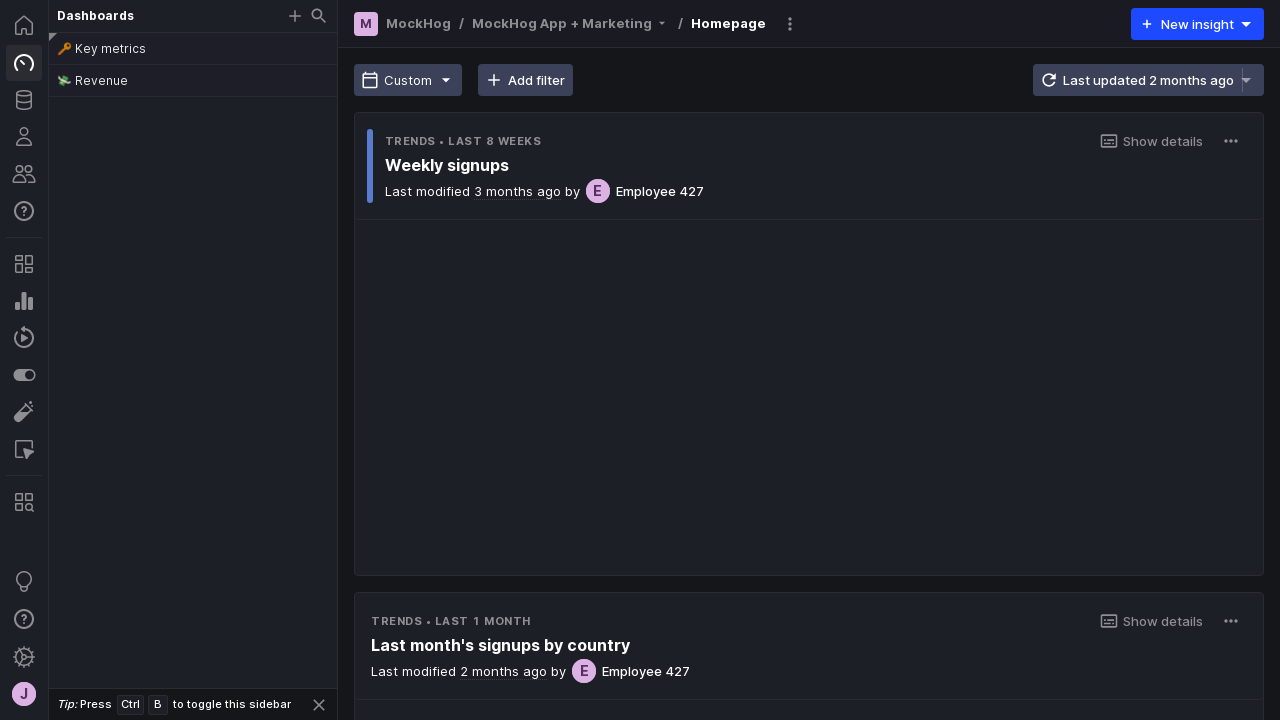 Dashboards
🔑 Key metrics
💸 Revenue
Tip: Press Ctrl B to toggle this sidebar
J
M MockHog / MockHog App + Marketing / Homepage
New insight
Custom
Add filter
Last updated 2 months ago
TRENDS • LAST 8 WEEKS
Show details
Weekly signups
Last modified 3 months ago by E Employee 427
TRENDS • LAST 1 MONTH
Show details
Last month's signups by country
Last modified 2 months ago by E Employee 427